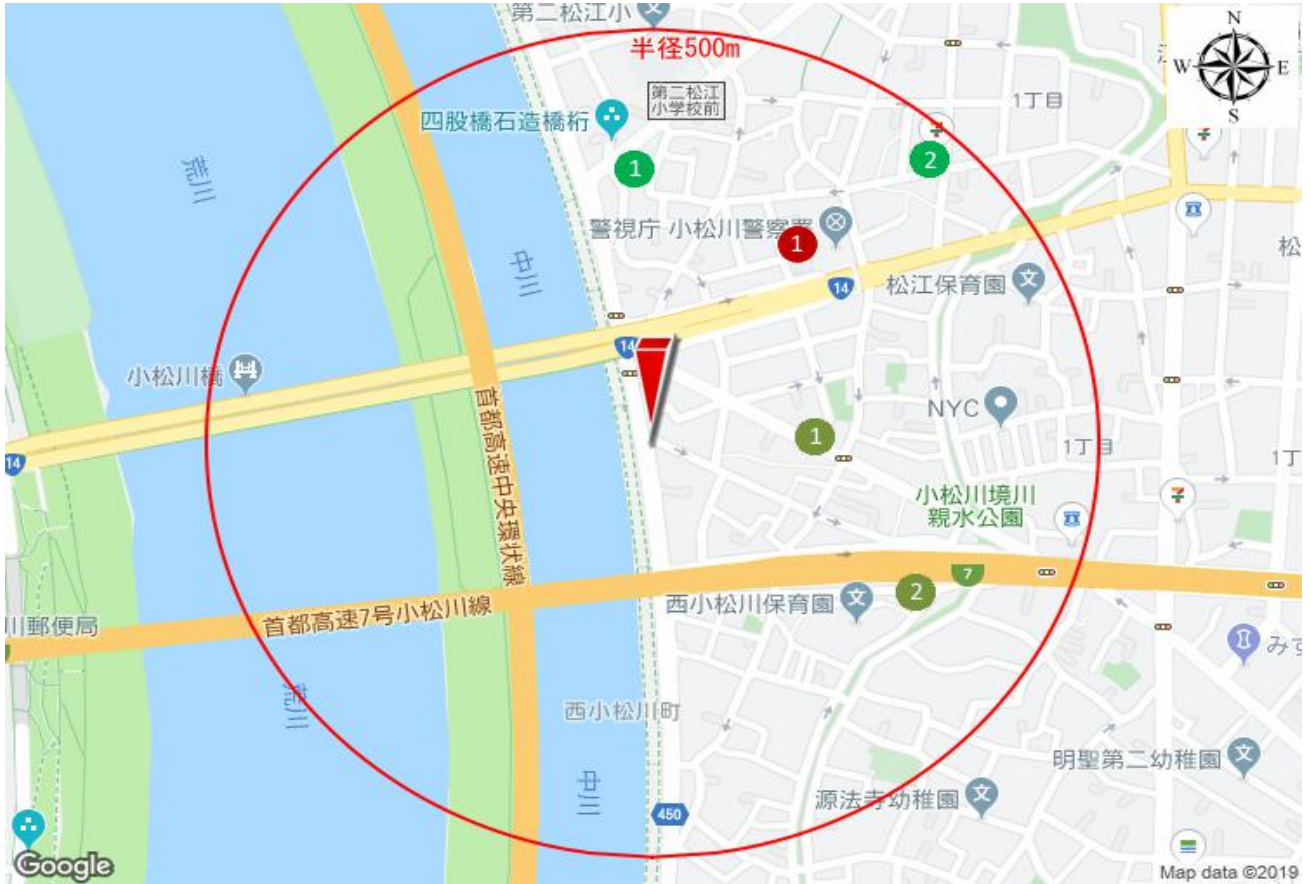 第二松江小
半径500m
N
W
E
S
第二松江
小学校前
1丁目
四股橋石造橋桁
1
2
荒川
警視庁 小松川警察署
1
中川
14
松江保育園
松
14
小松川橋
首都高速中央環状線
NYC
1
1丁目
1丁
14
小松川境川
親水公園
7
2
西小松川保育園
首都高速7号小松川線
川郵便局
みず
荒川
西小松川町
中川
明聖第二幼稚園
源法寺幼稚園
450
Google
Map data ©2019